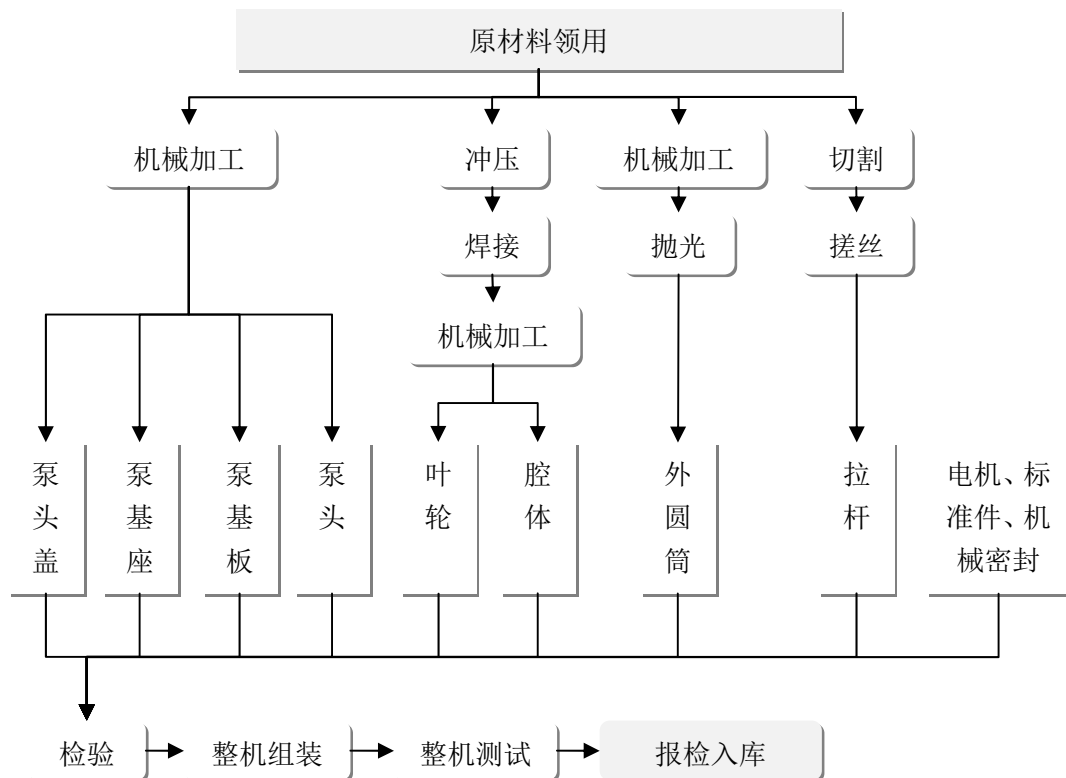 原材料领用
机械加工
冲压
机械加工
切割
焊接
抛光
搓丝
机械加工
泵头盖
泵基座
泵基板
泵头
叶轮
腔体
外圆筒
拉杆
电机、标
准件、机
械密封
检验
整机组装
整机测试
报检入库